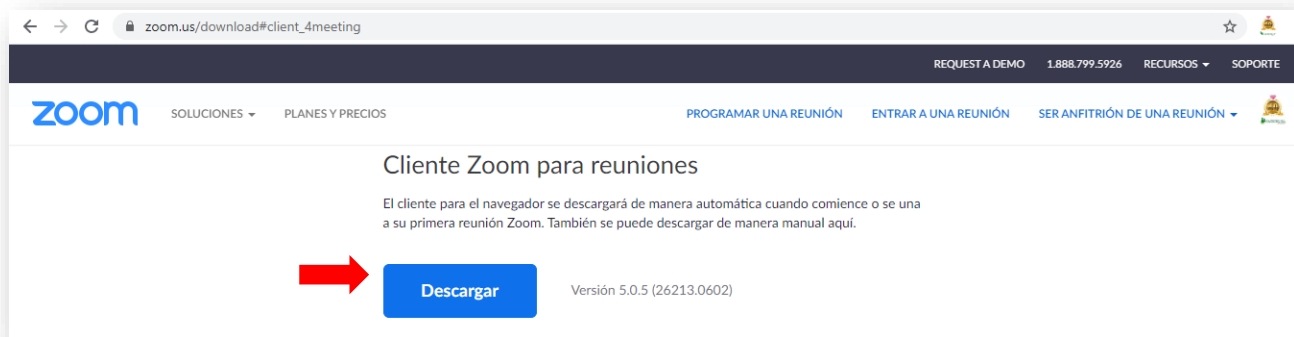 zoom.us/download#client_4meeting
REQUEST A DEMO 1.888.799.5926 RECURSOS SOPORTE
zoom SOLUCIONES PLANES Y PRECIOS PROGRAMAR UNA REUNIÓN ENTRAR A UNA REUNIÓN SER ANFITRIÓN DE UNA REUNIÓN
Cliente Zoom para reuniones
El cliente para el navegador se descargará de manera automática cuando comience o se una
a su primera reunión Zoom. También se puede descargar de manera manual aquí.
Descargar Versión 5.0.5 (26213.0602)